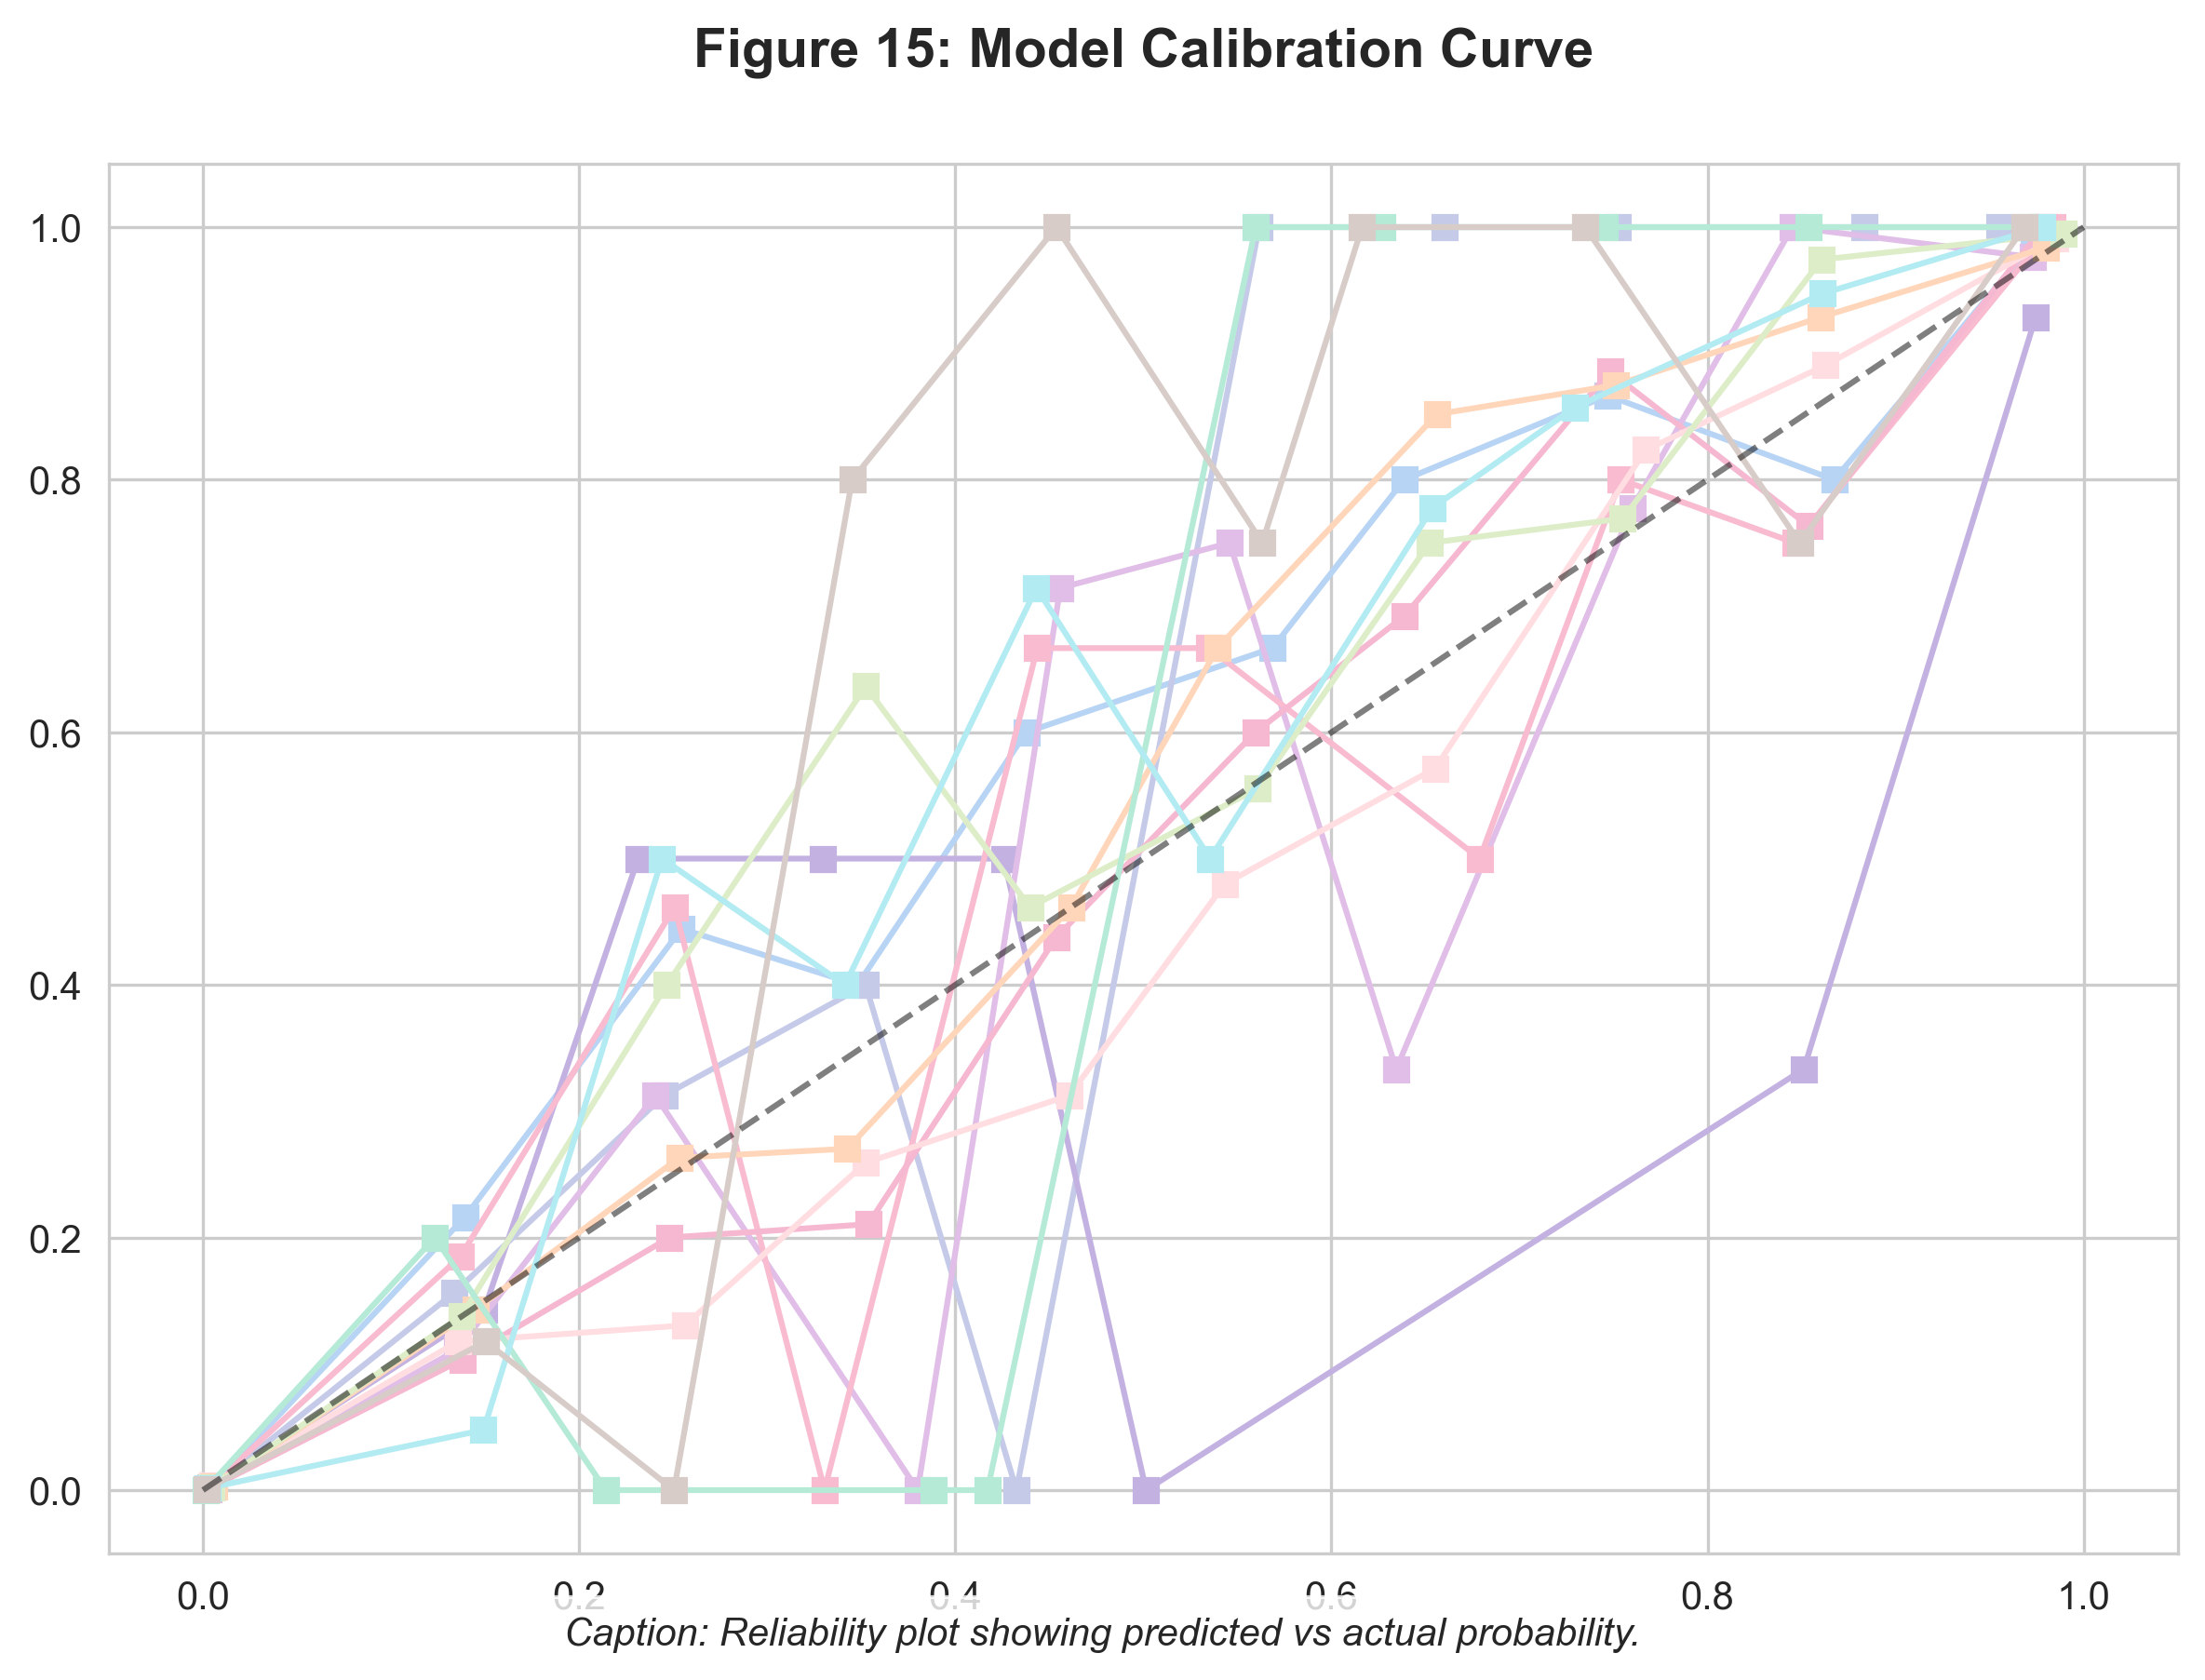 Figure 15: Model Calibration Curve
1.0
0.8
0.6
0.4
0.2
0.0
0.0 0.2 0.4 0.6 0.8 1.0
Caption: Reliability plot showing predicted vs actual probability.